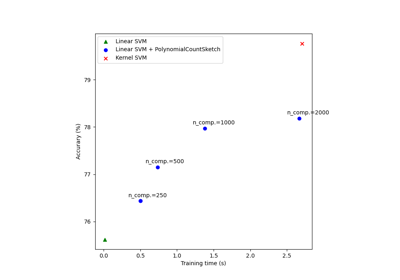 Linear SVM
Linear SVM + PolynomialCountSketch
Kernel SVM
79
n_comp.=2000
n_comp.=1000
78
n_comp.=500
77
n_comp.=250
76
Accurary (%)
0.0 0.5 1.0 1.5 2.0 2.5
Training time (s)